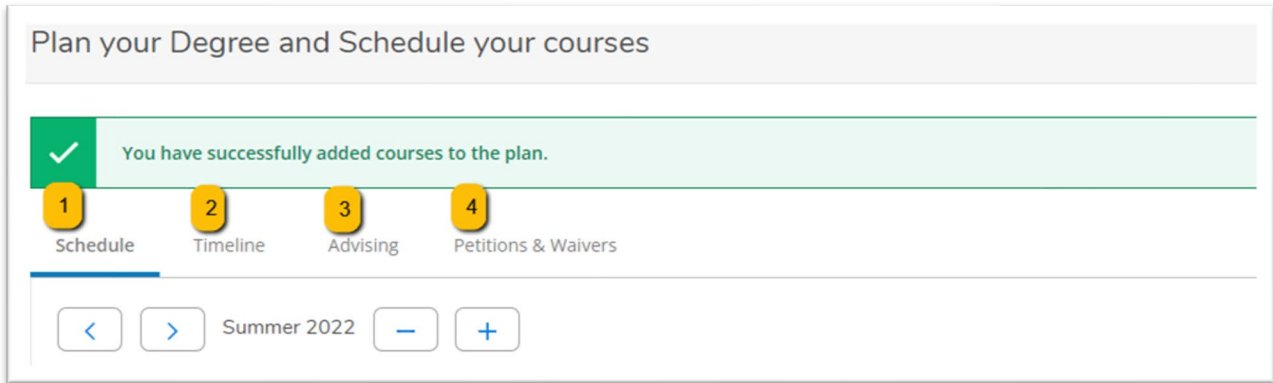 Plan your Degree and Schedule your courses
You have successfully added courses to the plan.
1 2 3 4
Schedule Timeline Advising Petitions & Waivers
Summer 2022